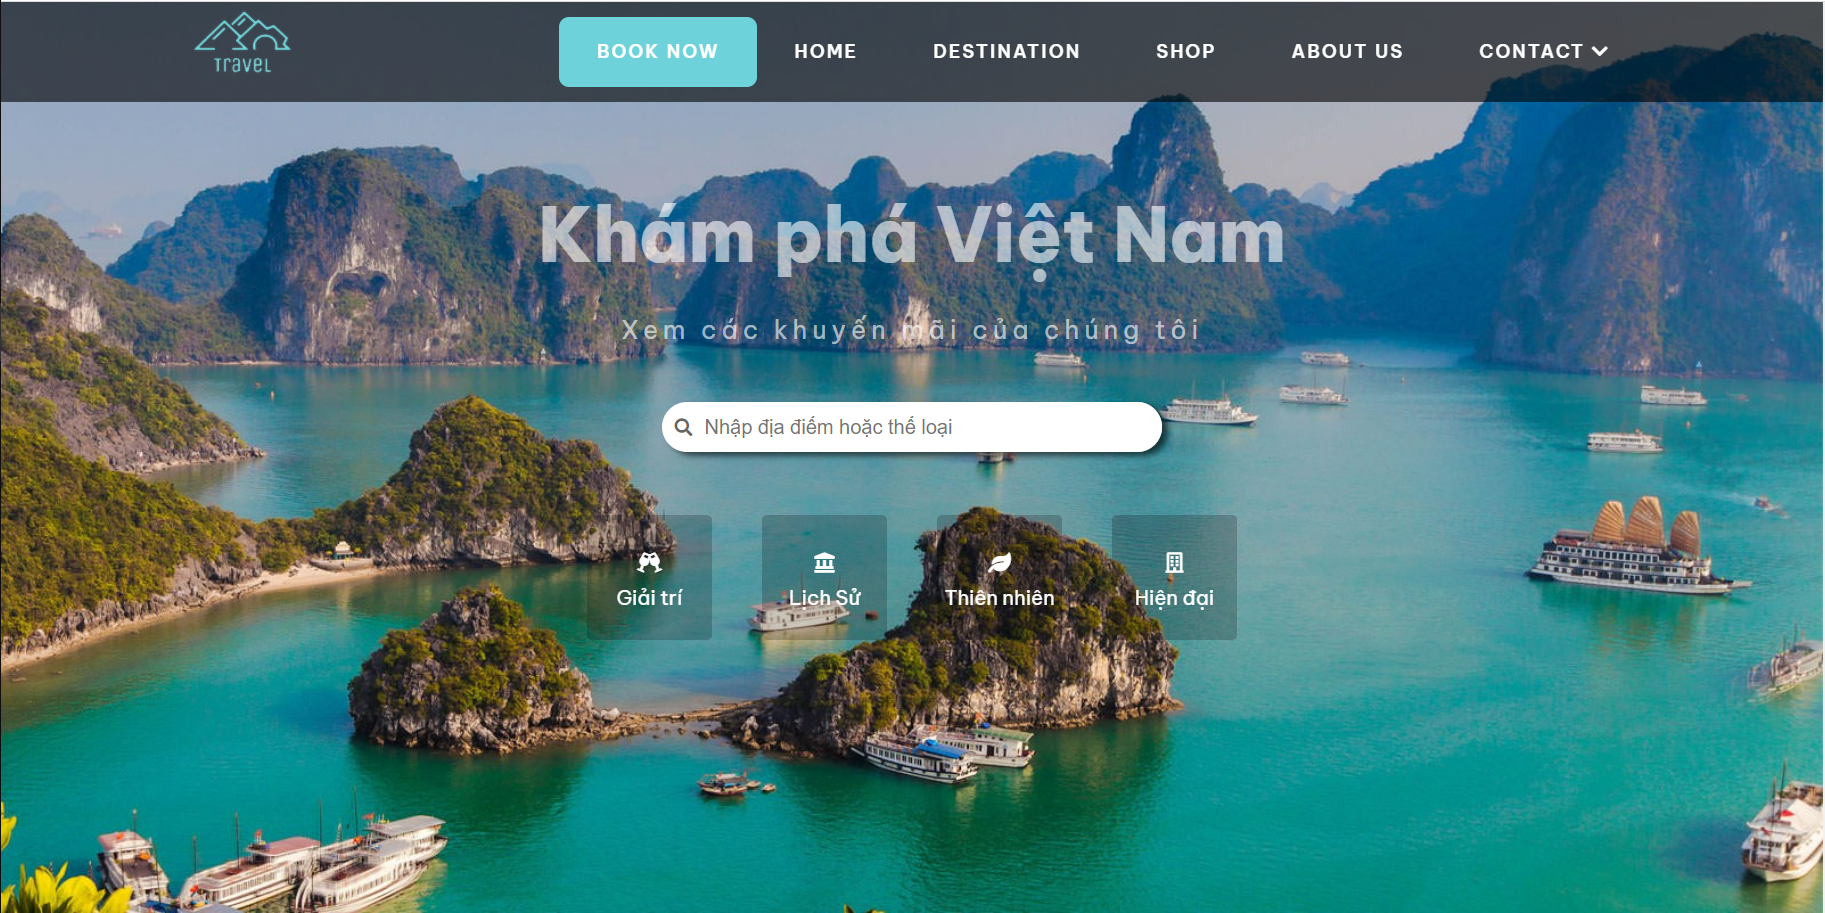 Travel
BOOK NOW HOME DESTINATION SHOP ABOUT US CONTACT
Khám phá Việt Nam
Xem các khuyến mãi của chúng tôi
Nhập địa điểm hoặc thể loại
Giải trí Lịch Sử Thiên nhiên Hiện đại